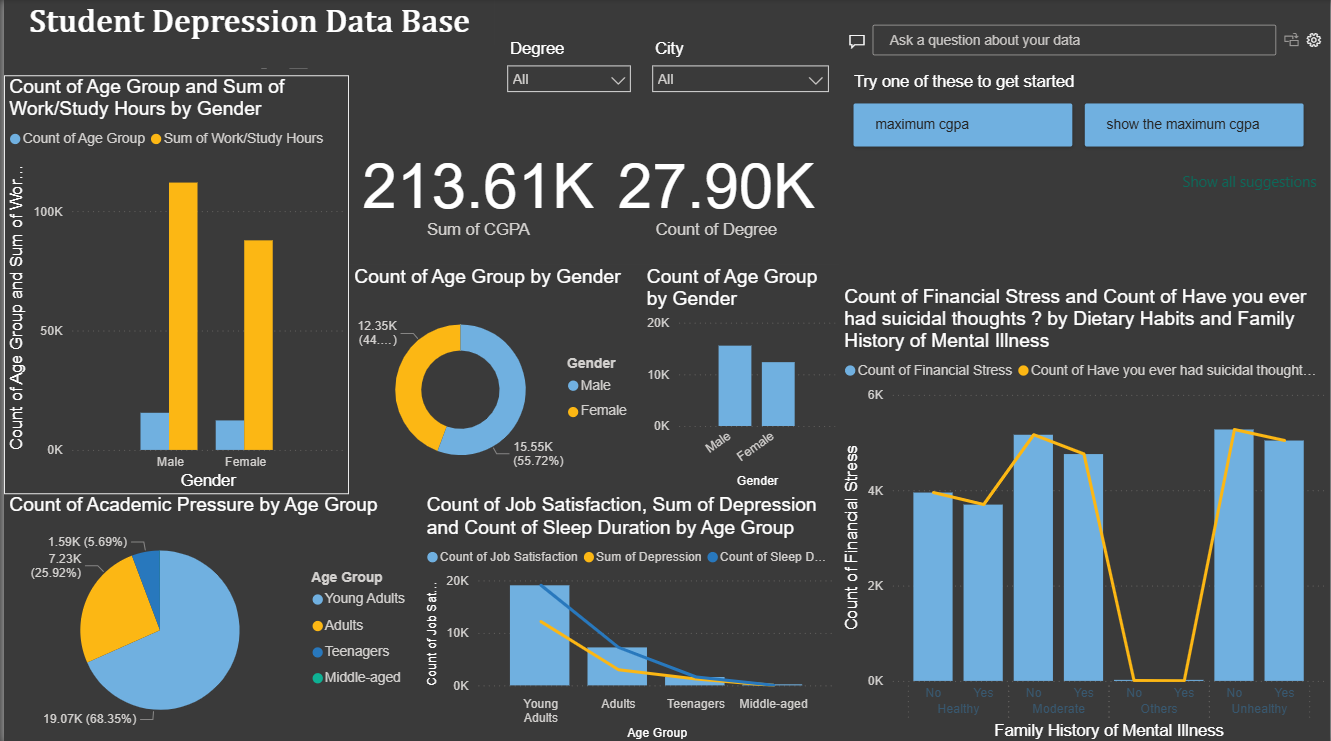 Student Depression Data Base
Degree
All
City
All
Ask a question about your data
Try one of these to get started
maximum cgpa
show the maximum cgpa
Show all suggestions
Count of Age Group and Sum of
Work/Study Hours by Gender
Count of Age Group
Sum of Work/Study Hours
Count of Age Group and Sum of Wor...
100K
50K
0K
Male
Female
Gender
213.61K
Sum of CGPA
27.90K
Count of Degree
Count of Age Group by Gender
12.35K
(44....)
15.55K
(55.72%)
Gender
Male
Female
Count of Age Group
by Gender
20K
10K
0K
Male
Female
Gender
Count of Financial Stress and Count of Have you ever
had suicidal thoughts ? by Dietary Habits and Family
History of Mental Illness
Count of Financial Stress
Count of Have you ever had suicidal thought...
Count of Financial Stress
6K
4K
2K
0K
No
Yes
No
Yes
No
Yes
No
Yes
Healthy
Moderate
Others
Unhealthy
Family History of Mental Illness
Count of Academic Pressure by Age Group
1.59K (5.69%)
7.23K
(25.92%)
19.07K (68.35%)
Age Group
Young Adults
Adults
Teenagers
Middle-aged
Count of Job Satisfaction, Sum of Depression
and Count of Sleep Duration by Age Group
Count of Job Satisfaction
Sum of Depression
Count of Sleep D...
Count of Job Sat...
20K
10K
0K
Young
Adults
Adults
Teenagers
Middle-aged
Age Group